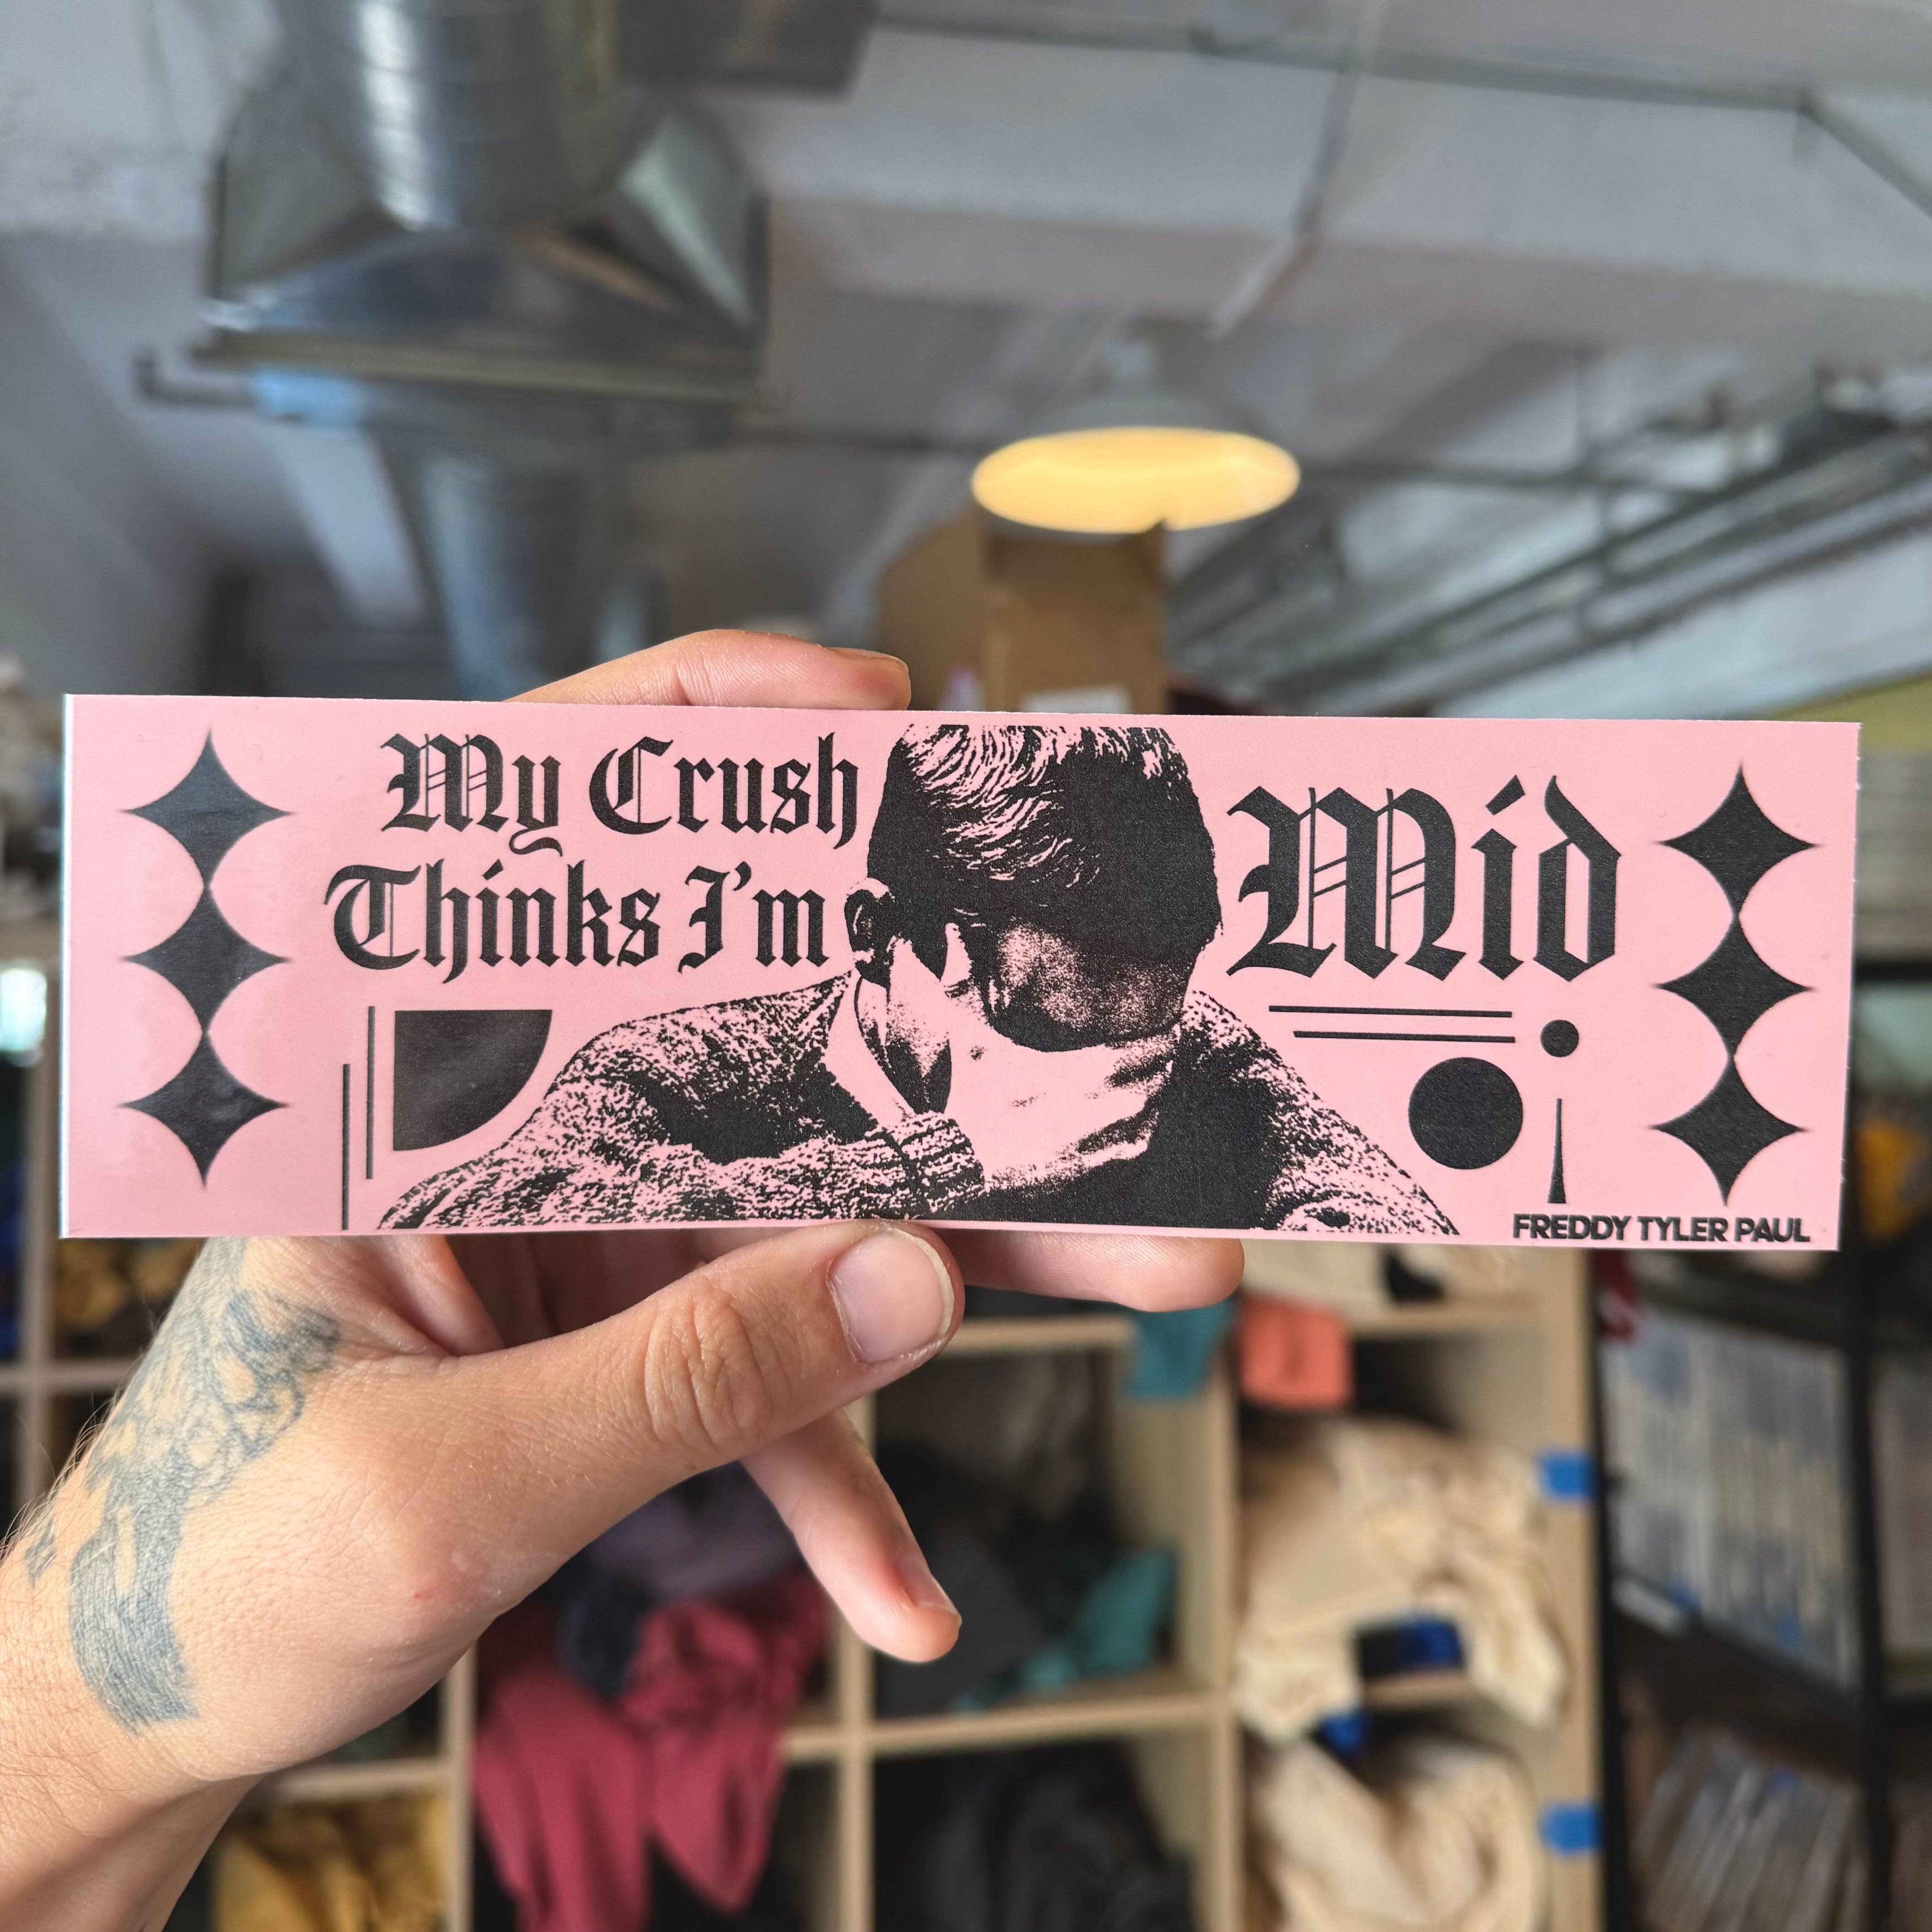 My Crush
Thinks I'm
Mid
FREDDY TYLER PAUL